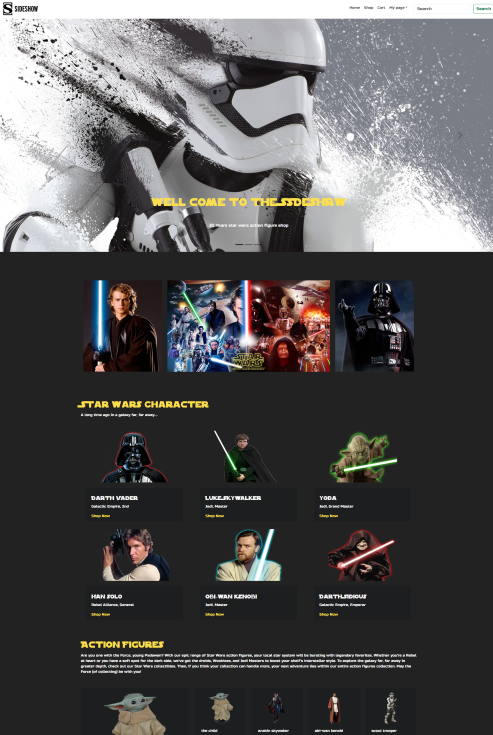 S SIDESHOW
Home Shop Cart My page Search Search
WELL COME TO THE SSDESHRW
star wars action figure shop
STAR WARS CHARACTER
A long time ago in a galaxy far, far away...
DARTH VADER
Galactic Empire, 2nd
Shop Now
LUKE SKYWALKER
Jedi, Master
Shop Now
YODA
Jedi, Grand Master
Shop Now
HAN SOLO
Rebel Alliance, General
Shop Now
OBI-WAN KENOBI
Jedi, Master
Shop Now
DARTH SIDIOUS
Galactic Empire, Emperor
Shop Now
ACTION FIGURES
Are you one with the Force, young Padawan? With our epic range of Star Wars action figures, your local star system will be bursting with legendary favorites. Whether you're a Rebel
at heart or you have a soft spot for the dark side, we've got the droids, Wookiees, and Jedi Masters to boost your shelf's interstellar style. To explore the galaxy far, far away in
greater depth, check out our Star Wars collectibles. Then, if you think your collection can handle more, your next adventure lies within our entire action figures collection. May the
Force (of collecting) be with you!
the child
anakin skywalker
obi-wan kenobi
scout trooper